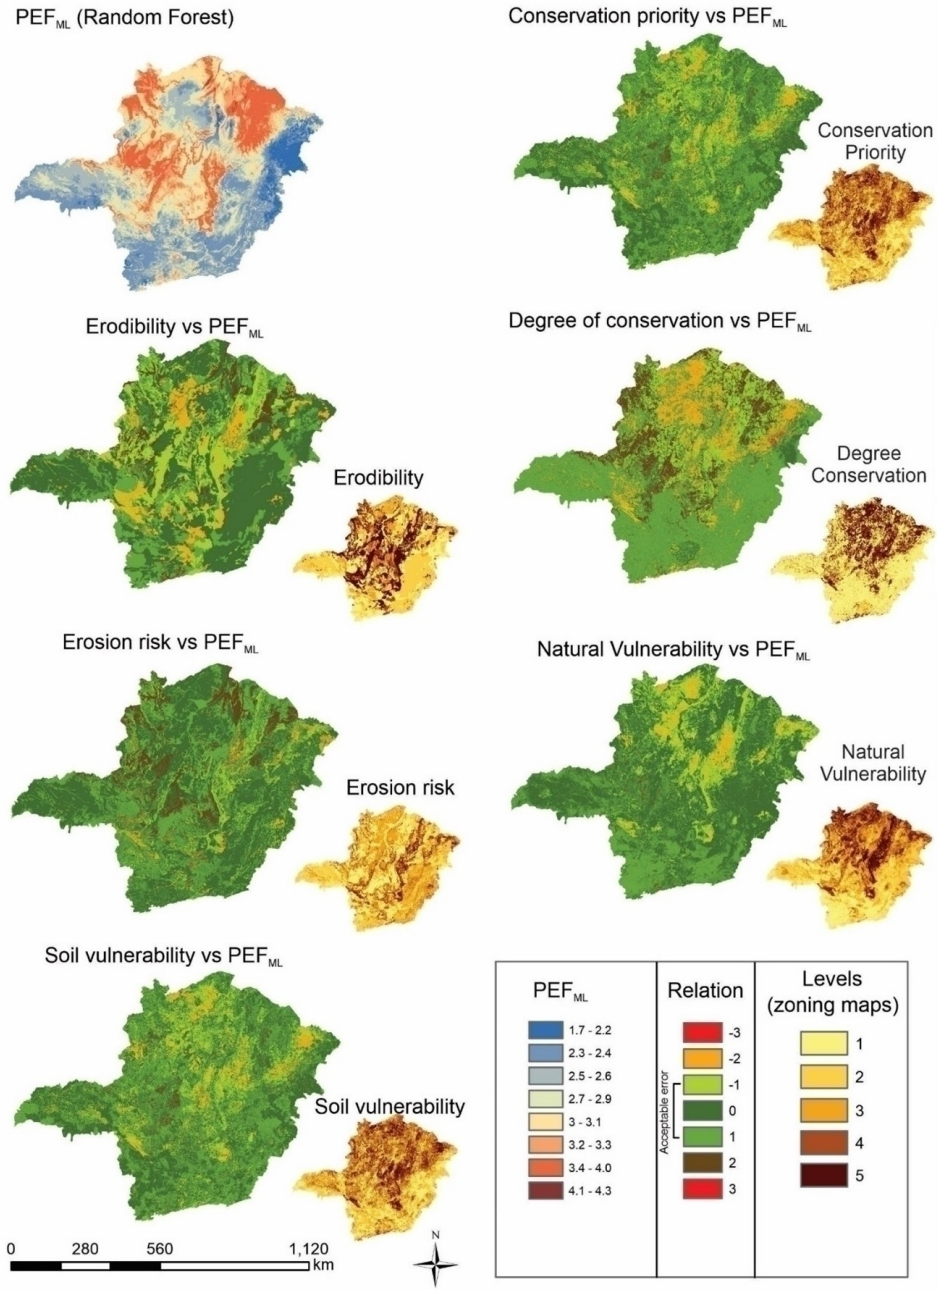 PEFML (Random Forest)
Conservation priority vs PEFML
Conservation
Priority
Erodibility vs PEFML
Degree of conservation vs PEFML
Erodibility
Degree
Conservation
Erosion risk vs PEFML
Natural Vulnerability vs PEFML
Erosion risk
Natural
Vulnerability
Soil vulnerability vs PEFML
Soil vulnerability
0 280 560 1,120
km
N
PEFML
1.7 - 2.2
2.3 - 2.4
2.5 - 2.6
2.7 - 2.9
3 - 3.1
3.2 - 3.3
3.4 - 4.0
4.1 - 4.3
Relation
Acceptable error
-3
-2
-1
0
1
2
3
Levels
(zoning maps)
1
2
3
4
5